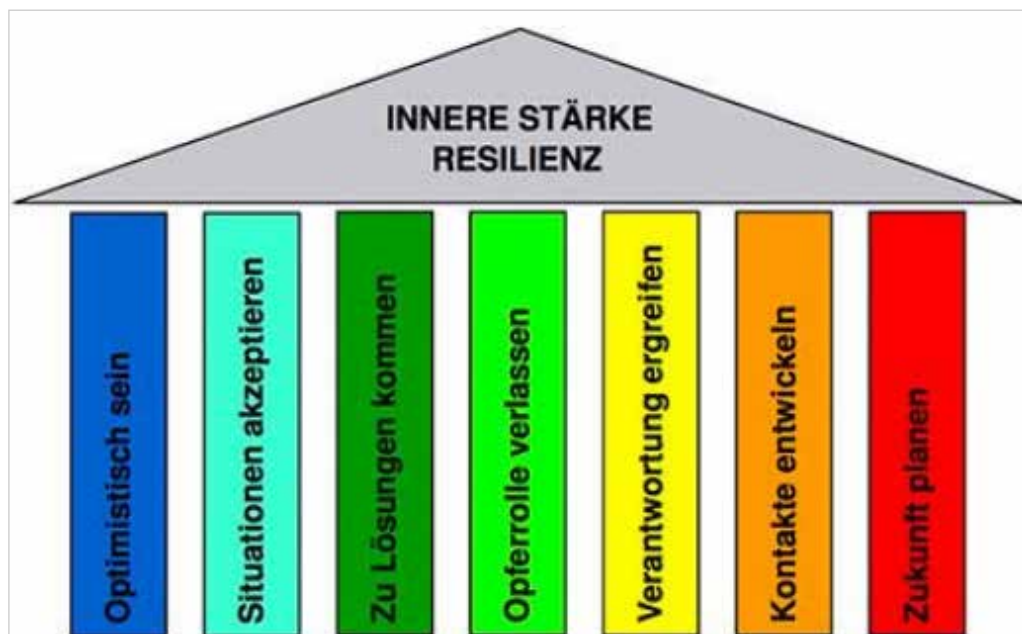 INNERE STÄRKE
RESILIENZ
Optimistisch sein
Situationen akzeptieren
Zu Lösungen kommen
Opferrolle verlassen
Verantwortung ergreifen
Kontakte entwickeln
Zukunft planen